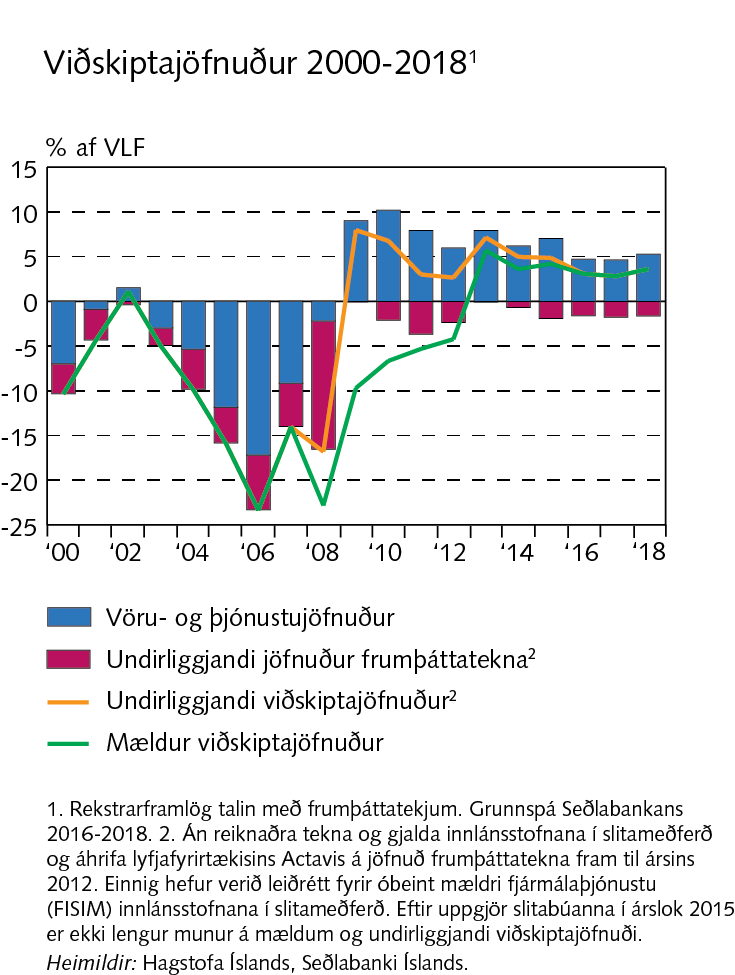 Viðskiptajöfnuður 2000-2018¹
% af VLF
15
10
5
0
-5
-10
-15
-20
-25
‘00 ‘02 ‘04 ‘06 ‘08 ‘10 ‘12 ‘14 ‘16 ‘18
Vöru- og þjónustujöfnuður
Undirliggjandi jöfnuður frumþáttatekna²
Undirliggjandi viðskiptajöfnuður²
Mældur viðskiptajöfnuður
1. Rekstrarframlög talin með frumþáttatekjum. Grunnspá Seðlabankans
2016-2018. 2. Án reiknaðra tekna og gjalda innlánsstofnana í slitameðferð
og áhrifa lyfjafyrirtækisins Actavis á jöfnuð frumþáttatekna fram til ársins
2012. Einnig hefur verið leiðrétt fyrir óbeint mældri fjármálaþjónustu
(FISIM) innlánsstofnana í slitameðferð. Eftir uppgjör slitabúanna í árslok 2015
er ekki lengur munur á mældum og undirliggjandi viðskiptajöfnuði.
Heimildir: Hagstofa Íslands, Seðlabanki Íslands.